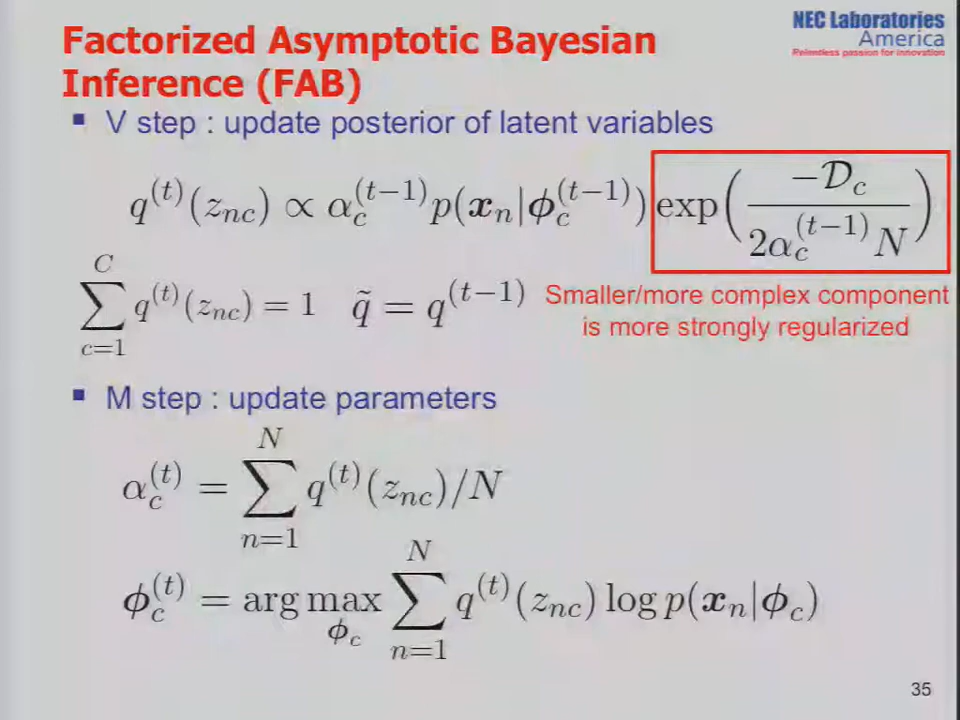 Factorized Asymptotic Bayesian
Inference (FAB)
NEC Laboratories
America
Relentless passion for innovation
▪ V step : update posterior of latent variables
q^{(t)}(z_{nc}) ∝ α_c^{(t−1)} p(x_n|ϕ_c^{(t−1)}) exp(−𝒟_c / 2α_c^{(t−1)} N)
∑_{c=1}^{C} q^{(t)}(z_{nc}) = 1   q̃ = q^{(t−1)}
Smaller/more complex component
is more strongly regularized
▪ M step : update parameters
α_c^{(t)} = ∑_{n=1}^{N} q^{(t)}(z_{nc})/N
ϕ_c^{(t)} = arg max_{ϕ_c} ∑_{n=1}^{N} q^{(t)}(z_{nc}) log p(x_n|ϕ_c)
35